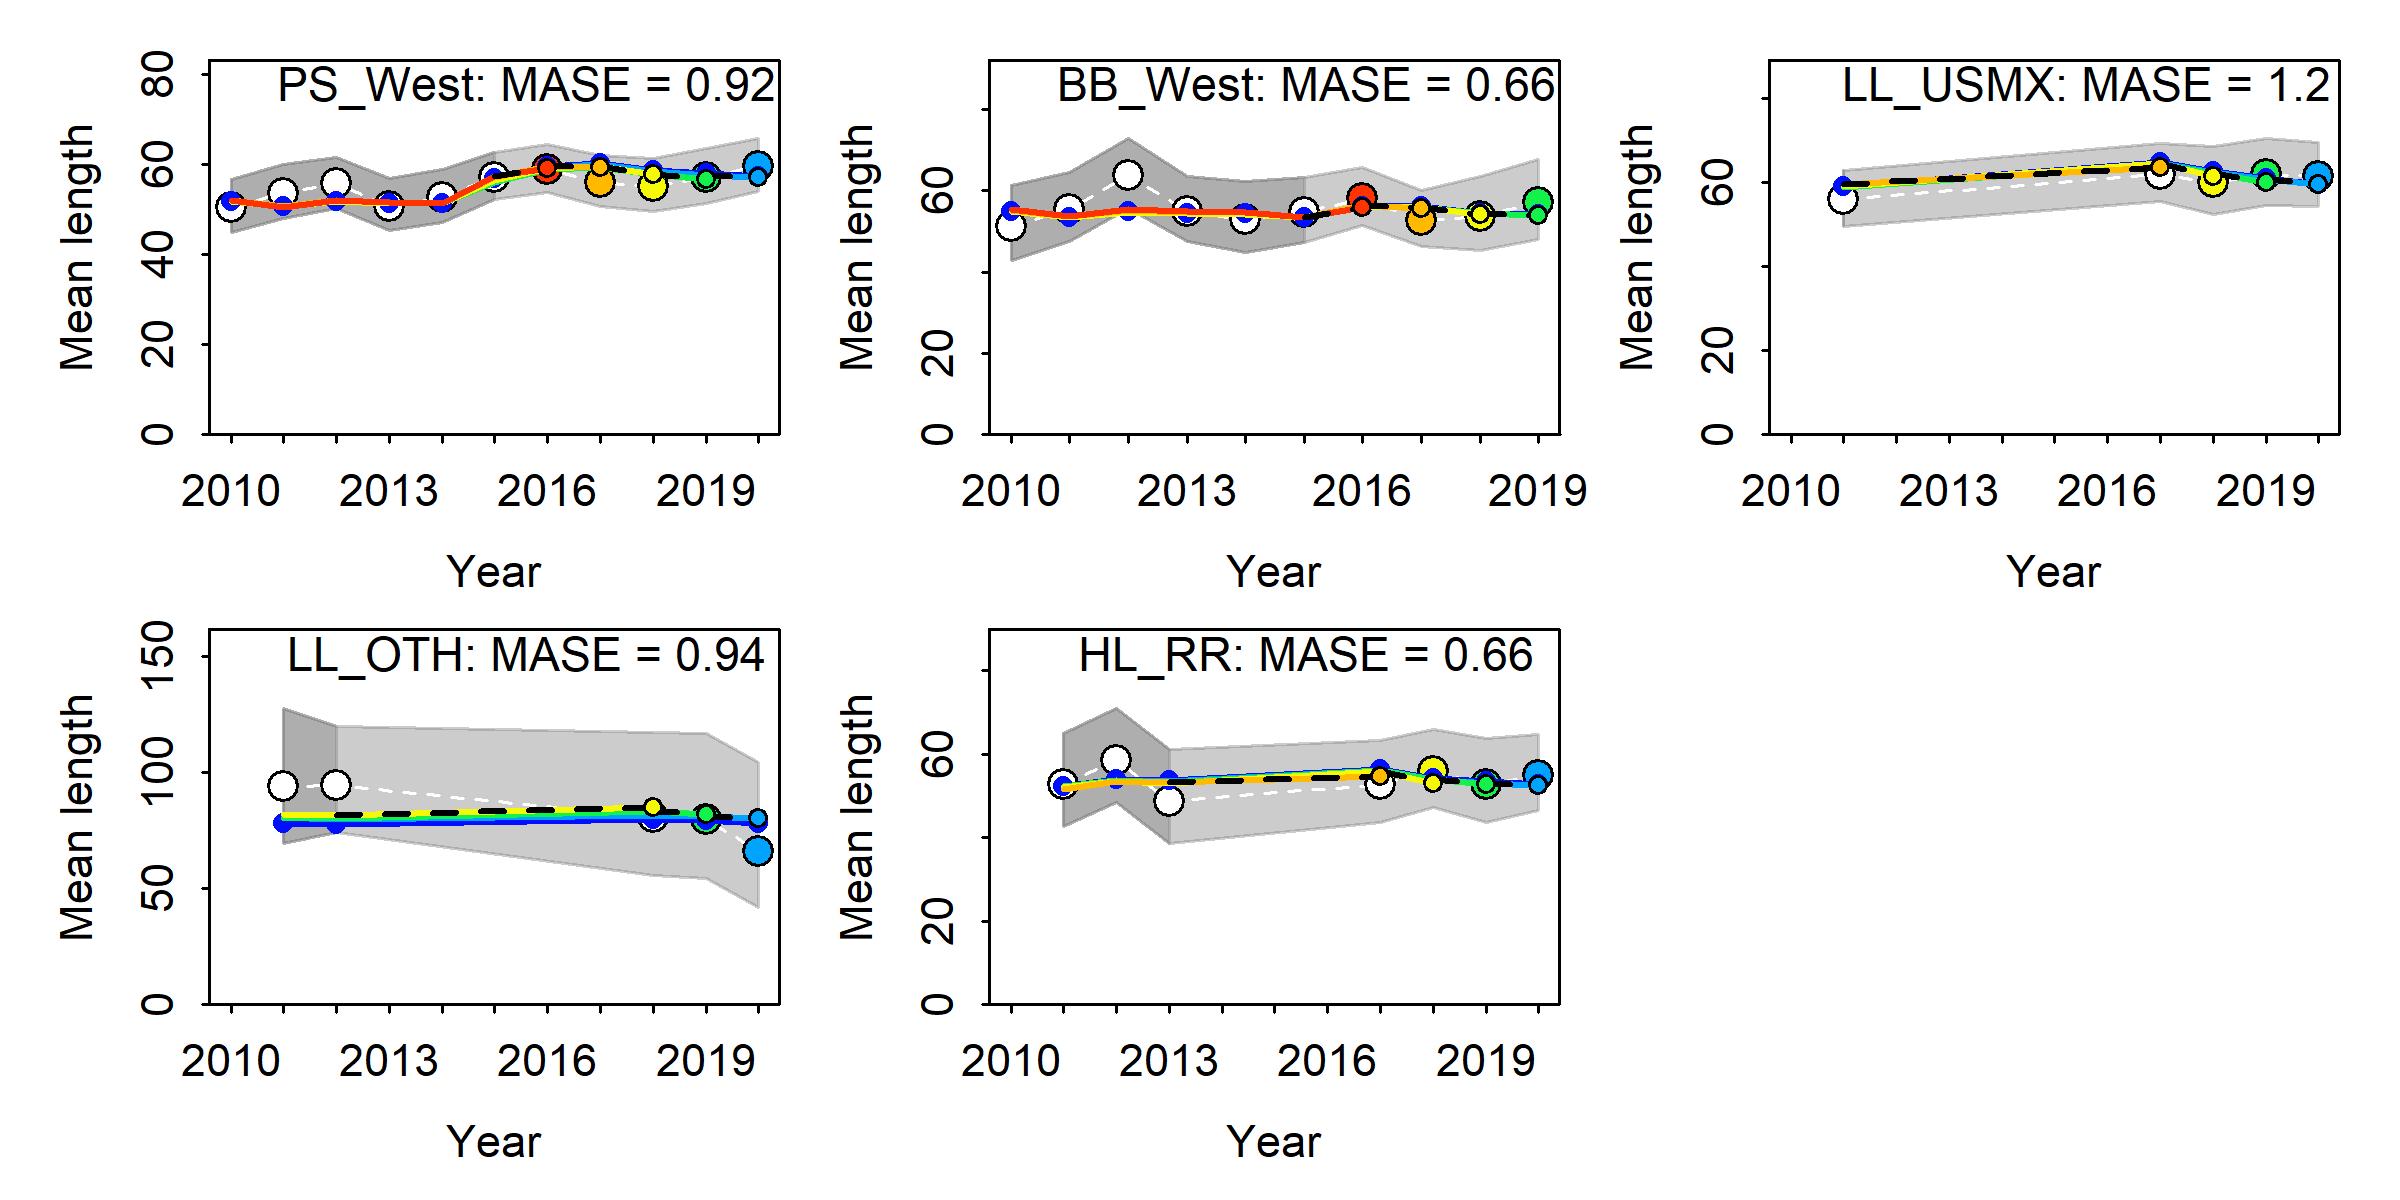 PS_West: MASE = 0.92
Mean length
0 20 40 60 80
2010 2013 2016 2019
Year
BB_West: MASE = 0.66
Mean length
0 20 60
2010 2013 2016 2019
Year
LL_USMX: MASE = 1.2
Mean length
0 20 60
2010 2013 2016 2019
Year
LL_OTH: MASE = 0.94
Mean length
0 50 100 150
2010 2013 2016 2019
Year
HL_RR: MASE = 0.66
Mean length
0 20 60
2010 2013 2016 2019
Year